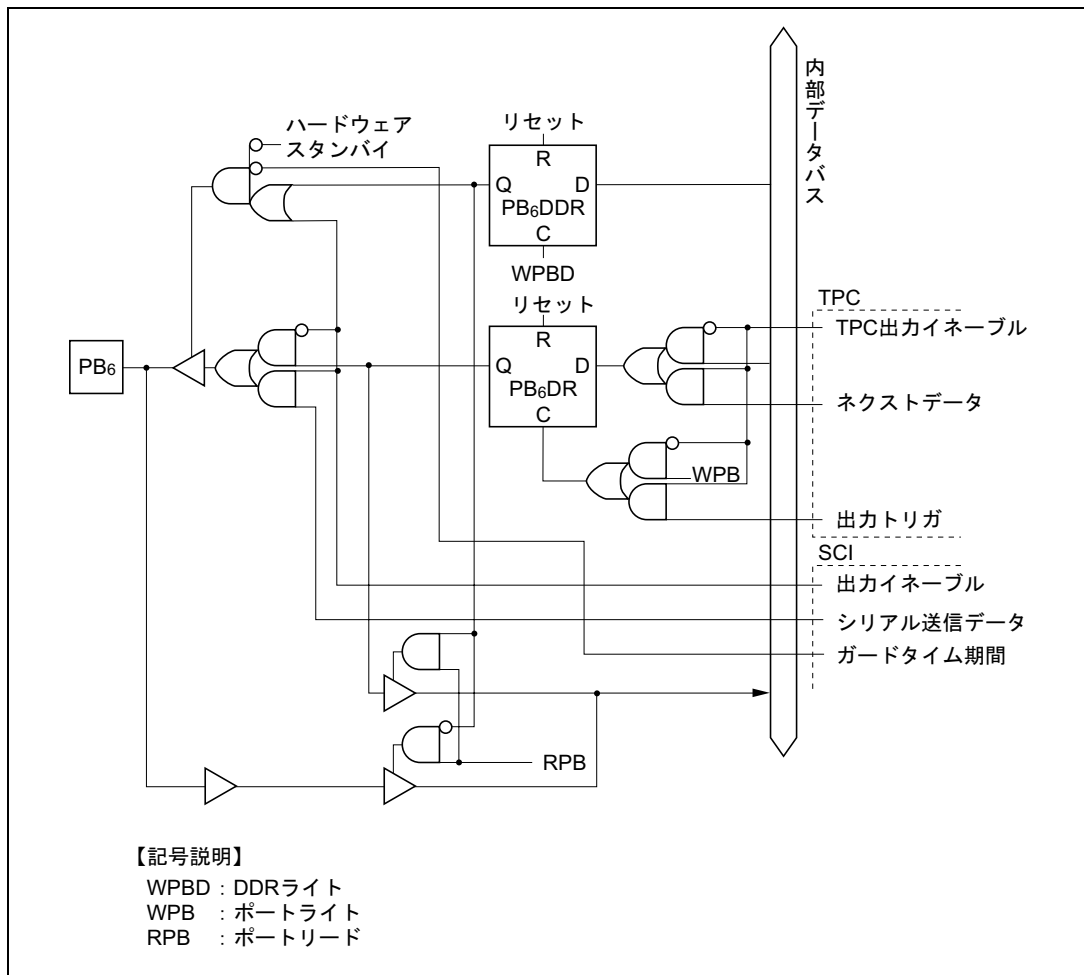 ハードウェア
スタンバイ
リセット
R
Q D
PB6DDR
C
WPBD
内部データバス
リセット
R
Q D
PB6DR
C
PB6
WPB
TPC
TPC出力イネーブル
ネクストデータ
出力トリガ
SCI
出力イネーブル
シリアル送信データ
ガードタイム期間
RPB
【記号説明】
WPBD : DDRライト
WPB : ポートライト
RPB : ポートリード